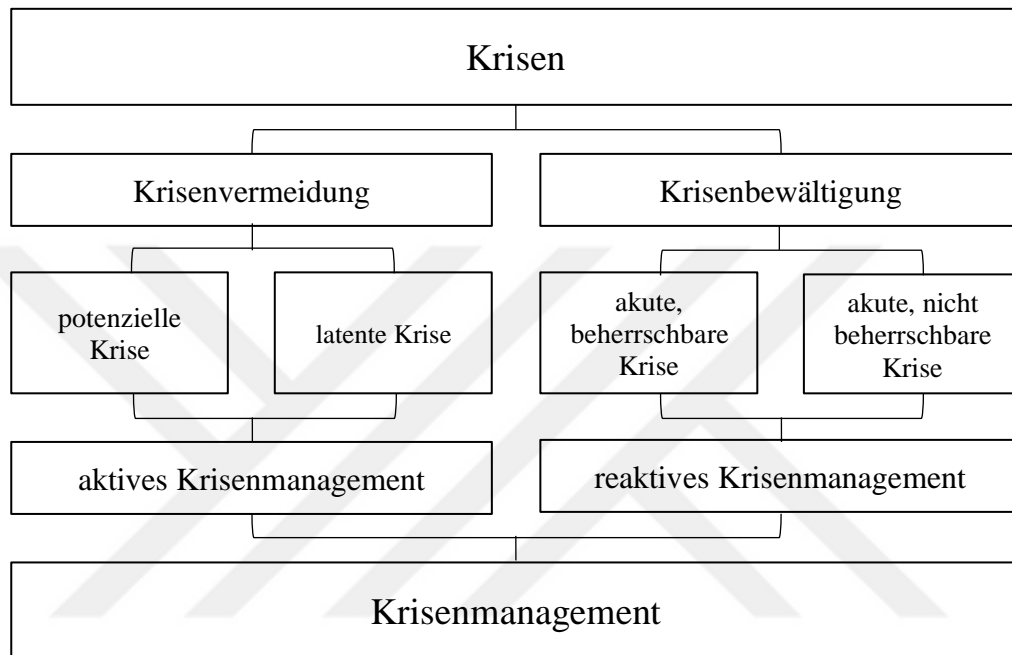 Krisen
Krisenvermeidung
Krisenbewältigung
potenzielle
Krise
latente Krise
akute,
beherrschbare
Krise
akute, nicht
beherrschbare
Krise
aktives Krisenmanagement
reaktives Krisenmanagement
Krisenmanagement